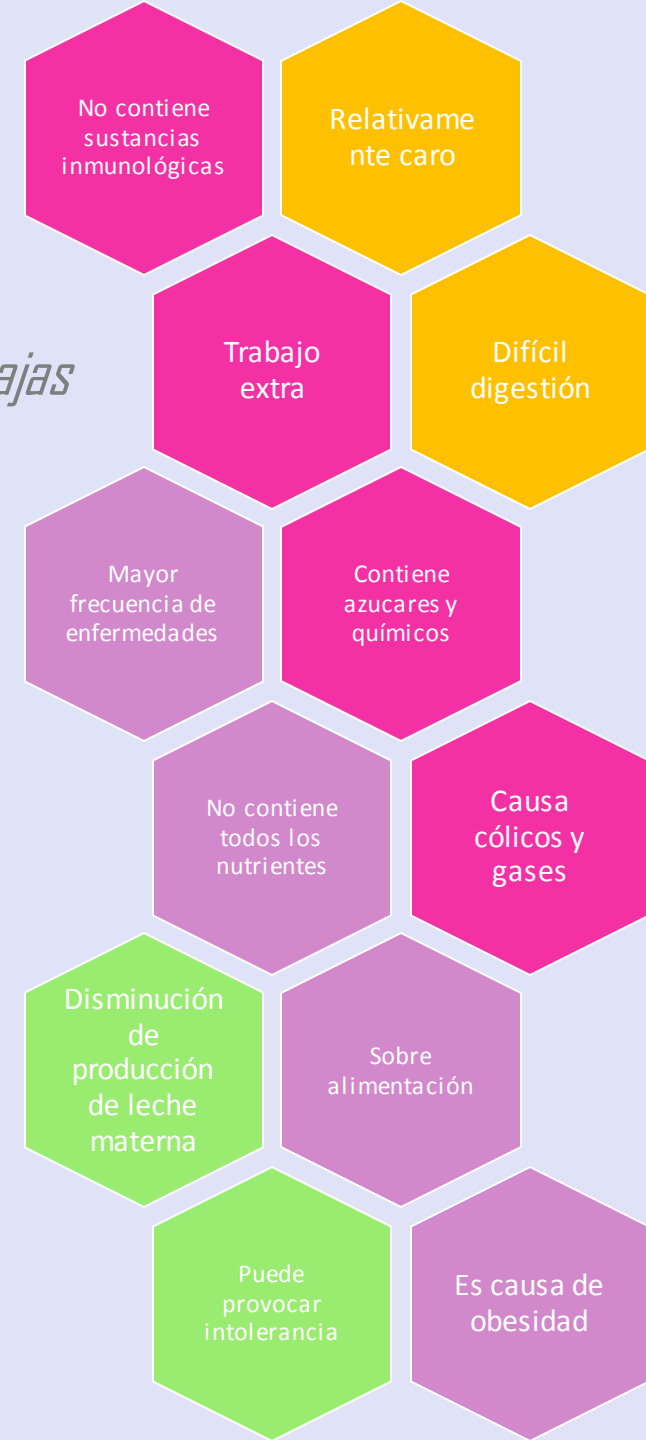 No contiene
sustancias
inmunológicas
Relativame
nte caro
ajas
Trabajo
extra
Difícil
digestión
Mayor
frecuencia de
enfermedades
Contiene
azucares y
químicos
No contiene
todos los
nutrientes
Causa
cólicos y
gases
Disminución
de
producción
de leche
materna
Sobre
alimentación
Puede
provocar
intolerancia
Es causa de
obesidad